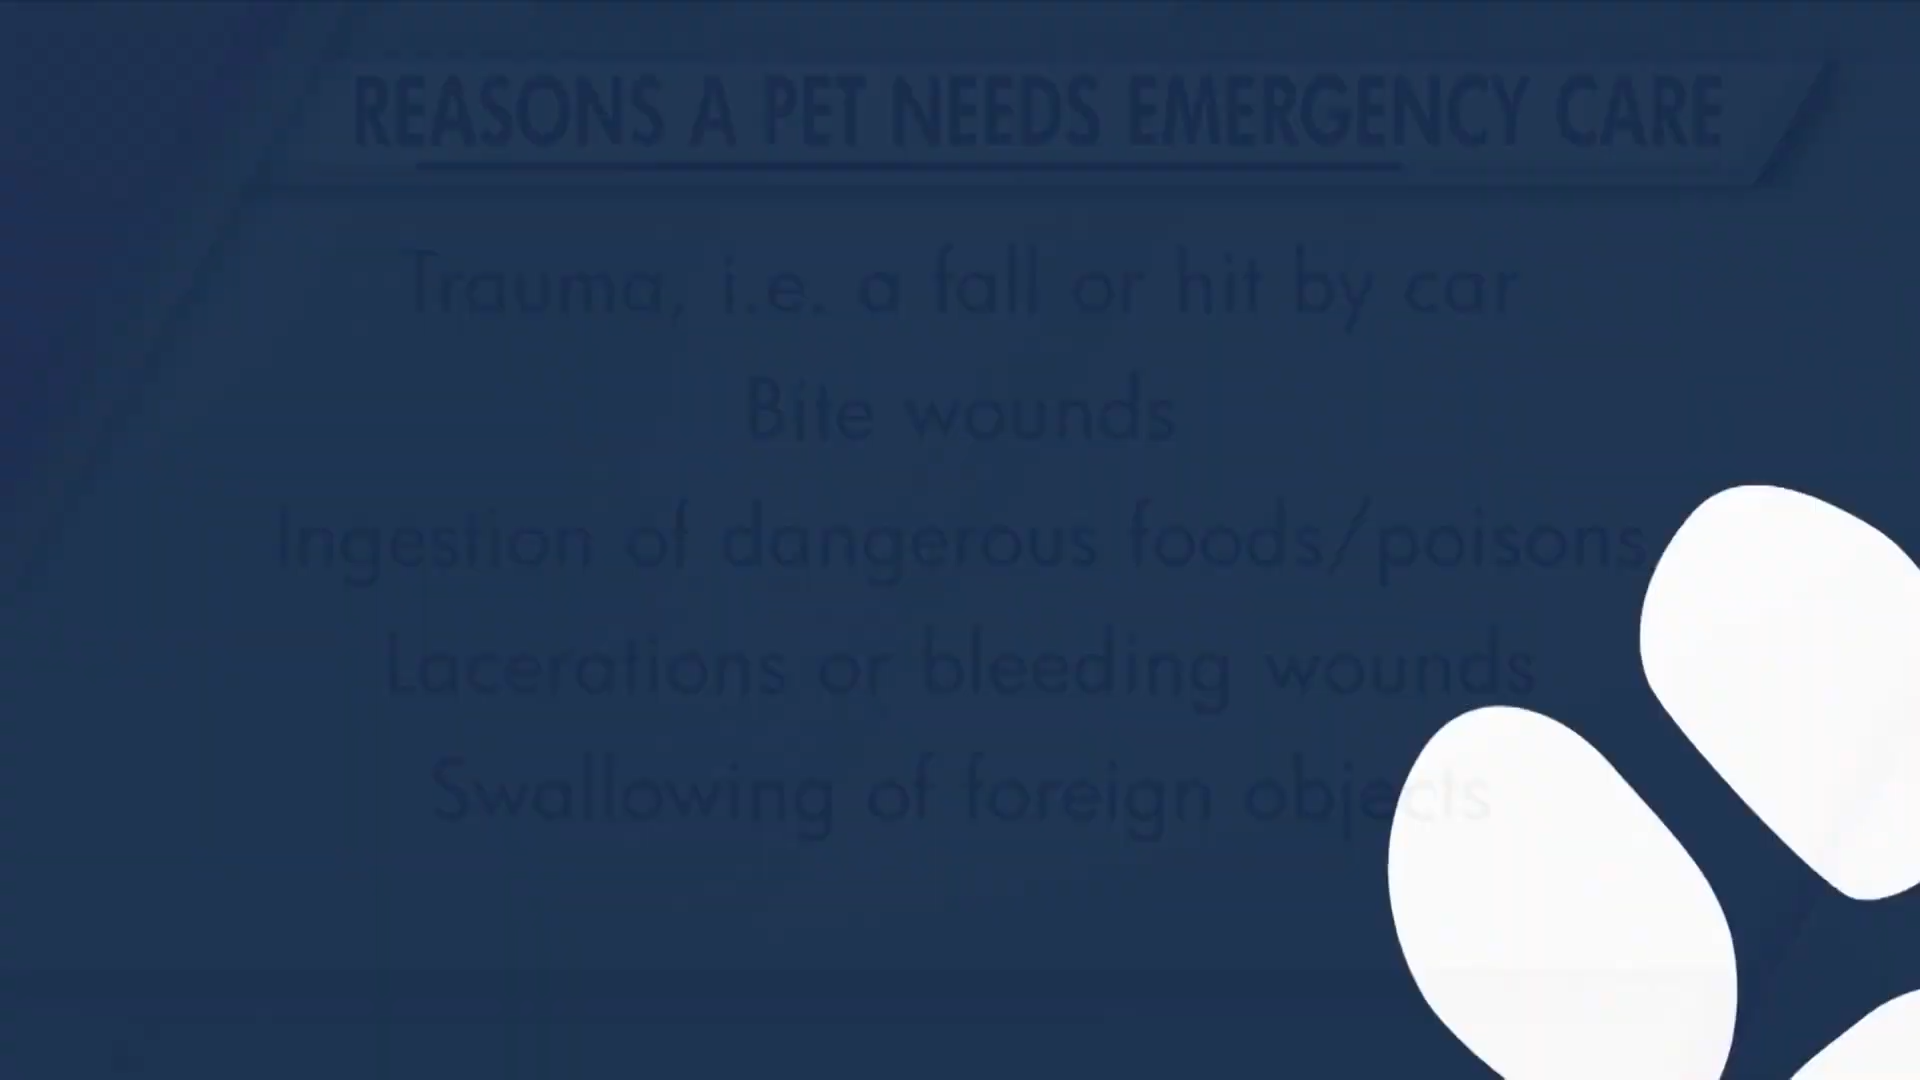 REASONS A PET NEEDS EMERGENCY CARE
Trauma, i.e. a fall or hit by car
Bite wounds
Ingestion of dangerous foods/poisons
Lacerations or bleeding wounds
Swallowing of foreign objects